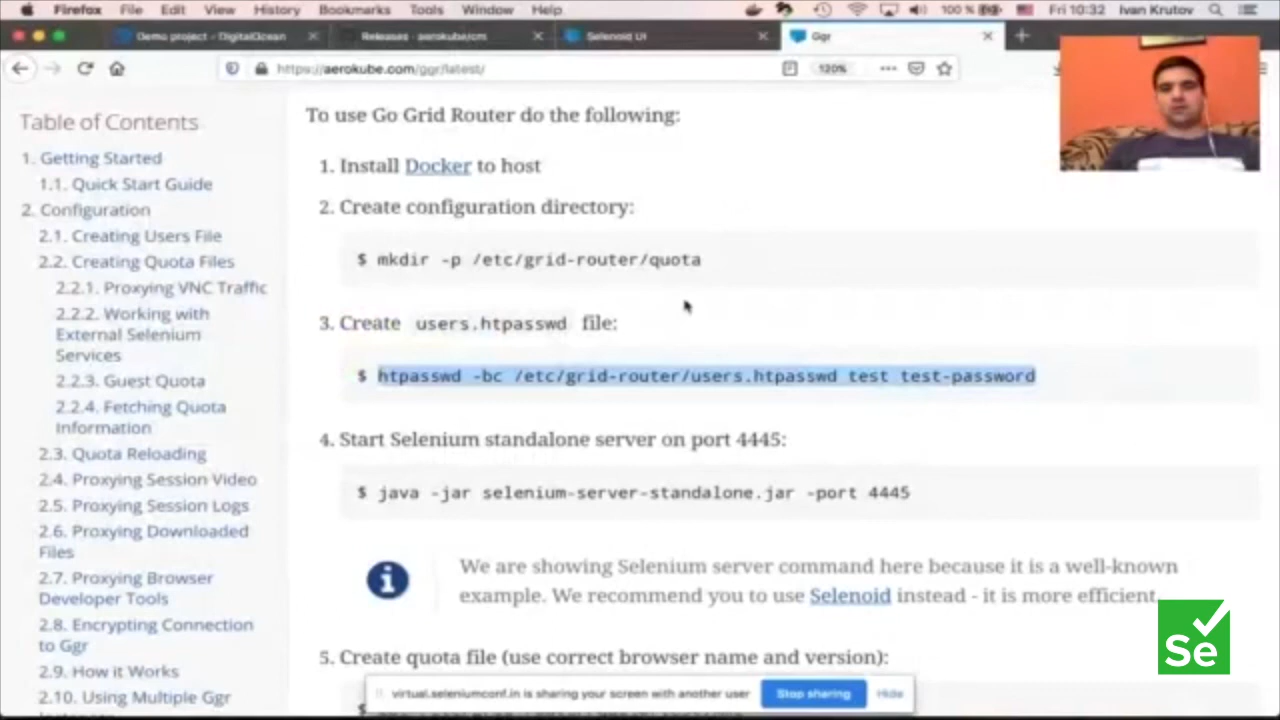 Firefox File Edit View History Bookmarks Tools Window Help 100 % Fri 10:32 Ivan Krutov
Demo project - DigitalOcean Releases · aerokube/cm Selenoid UI Ggr
https://aerokube.com/ggr/latest/ 120%
Table of Contents
1. Getting Started
1.1. Quick Start Guide
2. Configuration
2.1. Creating Users File
2.2. Creating Quota Files
2.2.1. Proxying VNC Traffic
2.2.2. Working with
External Selenium
Services
2.2.3. Guest Quota
2.2.4. Fetching Quota
Information
2.3. Quota Reloading
2.4. Proxying Session Video
2.5. Proxying Session Logs
2.6. Proxying Downloaded
Files
2.7. Proxying Browser
Developer Tools
2.8. Encrypting Connection
to Ggr
2.9. How it Works
2.10. Using Multiple Ggr
To use Go Grid Router do the following:
1. Install Docker to host
2. Create configuration directory:
$ mkdir -p /etc/grid-router/quota
3. Create users.htpasswd file:
$ htpasswd -bc /etc/grid-router/users.htpasswd test test-password
4. Start Selenium standalone server on port 4445:
$ java -jar selenium-server-standalone.jar -port 4445
We are showing Selenium server command here because it is a well-known
example. We recommend you to use Selenoid instead - it is more efficient.
5. Create quota file (use correct browser name and version):
$
virtual.seleniumconf.in is sharing your screen with another user Stop sharing Hide
Se